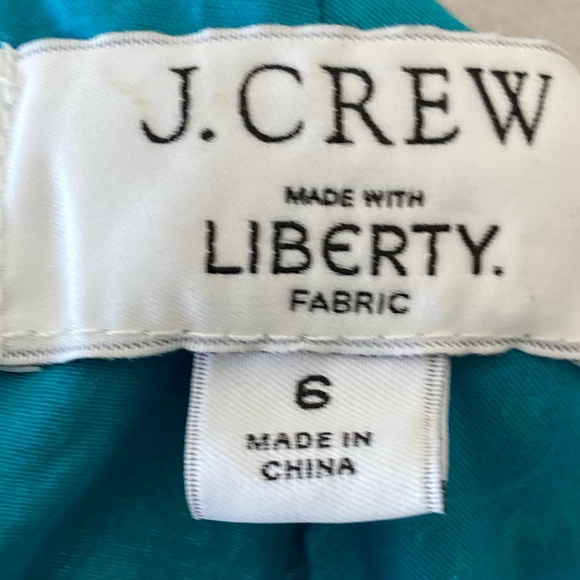 J.CREW
MADE WITH
LIBERTY.
FABRIC
6
MADE IN
CHINA